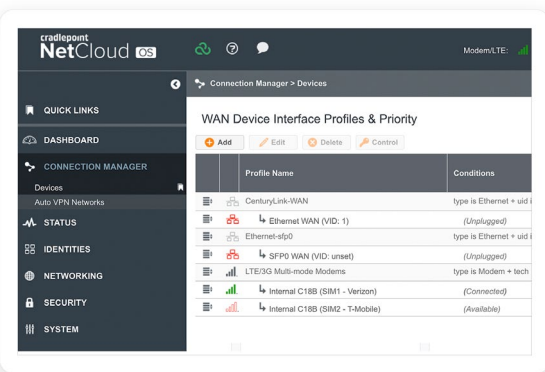 cradlepoint
NetCloud OS
Modem/LTE:
Connection Manager > Devices
QUICK LINKS
DASHBOARD
CONNECTION MANAGER
Devices
Auto VPN Networks
STATUS
IDENTITIES
NETWORKING
SECURITY
SYSTEM
WAN Device Interface Profiles & Priority
Add Edit Delete Control
Profile Name Conditions
CenturyLink-WAN type is Ethernet + uid i
Ethernet WAN (VID: 1) (Unplugged)
Ethernet-sfp0 type is Ethernet + uid i
SFP0 WAN (VID: unset) (Unplugged)
LTE/3G Multi-mode Modems type is Modem + tech
Internal C18B (SIM1 - Verizon) (Connected)
Internal C18B (SIM2 - T-Mobile) (Available)